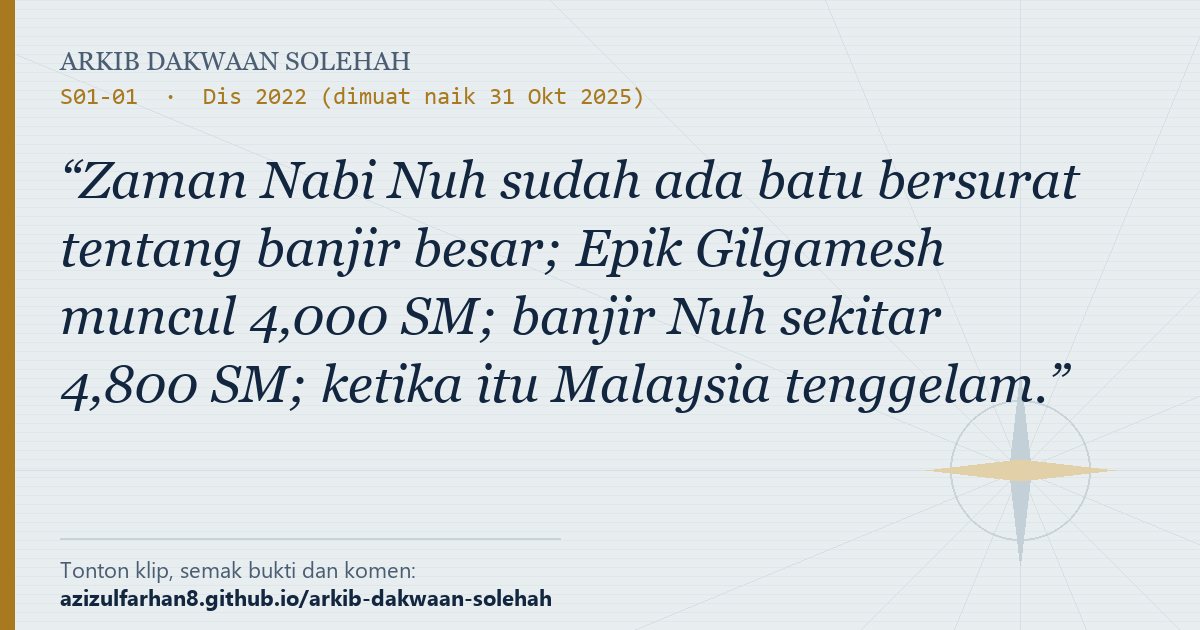 ARKIB DAKWAAN SOLEHAH
S01-01 · Dis 2022 (dimuat naik 31 Okt 2025)
“Zaman Nabi Nuh sudah ada batu bersurat
tentang banjir besar; Epik Gilgamesh
muncul 4,000 SM; banjir Nuh sekitar
4,800 SM; ketika itu Malaysia tenggelam.”
Tonton klip, semak bukti dan komen:
azizulfarhan8.github.io/arkib-dakwaan-solehah